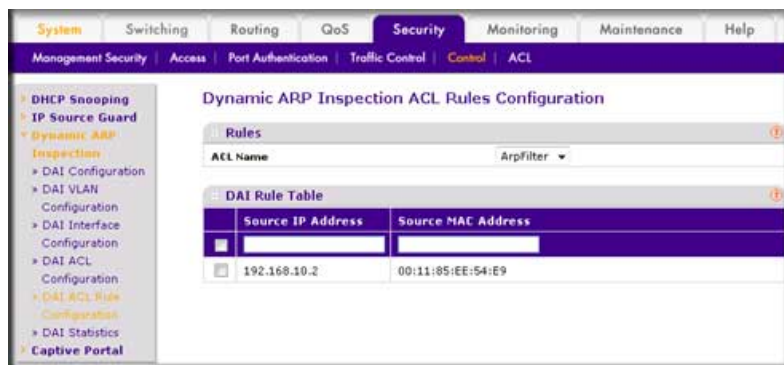 System Switching Routing QoS Security Monitoring Maintenance Help
Management Security Access Port Authentication Traffic Control Control ACL
DHCP Snooping
IP Source Guard
Dynamic ARP
Inspection
DAI Configuration
DAI VLAN
Configuration
DAI Interface
Configuration
DAI ACL
Configuration
DAI ACL Rule
Configuration
DAI Statistics
Captive Portal
Dynamic ARP Inspection ACL Rules Configuration
Rules
ACL Name ArpFilter
DAI Rule Table
Source IP Address Source MAC Address
192.168.10.2 00:11:85:EE:54:E9